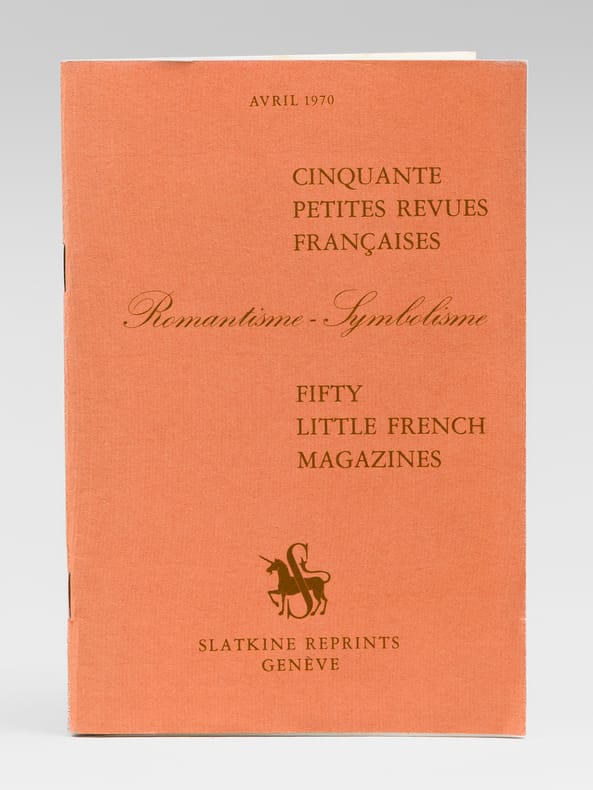 AVRIL 1970
CINQUANTE
PETITES REVUES
FRANÇAISES
Romantisme - Symbolisme
FIFTY
LITTLE FRENCH
MAGAZINES
S
SLATKINE REPRINTS
GENÈVE